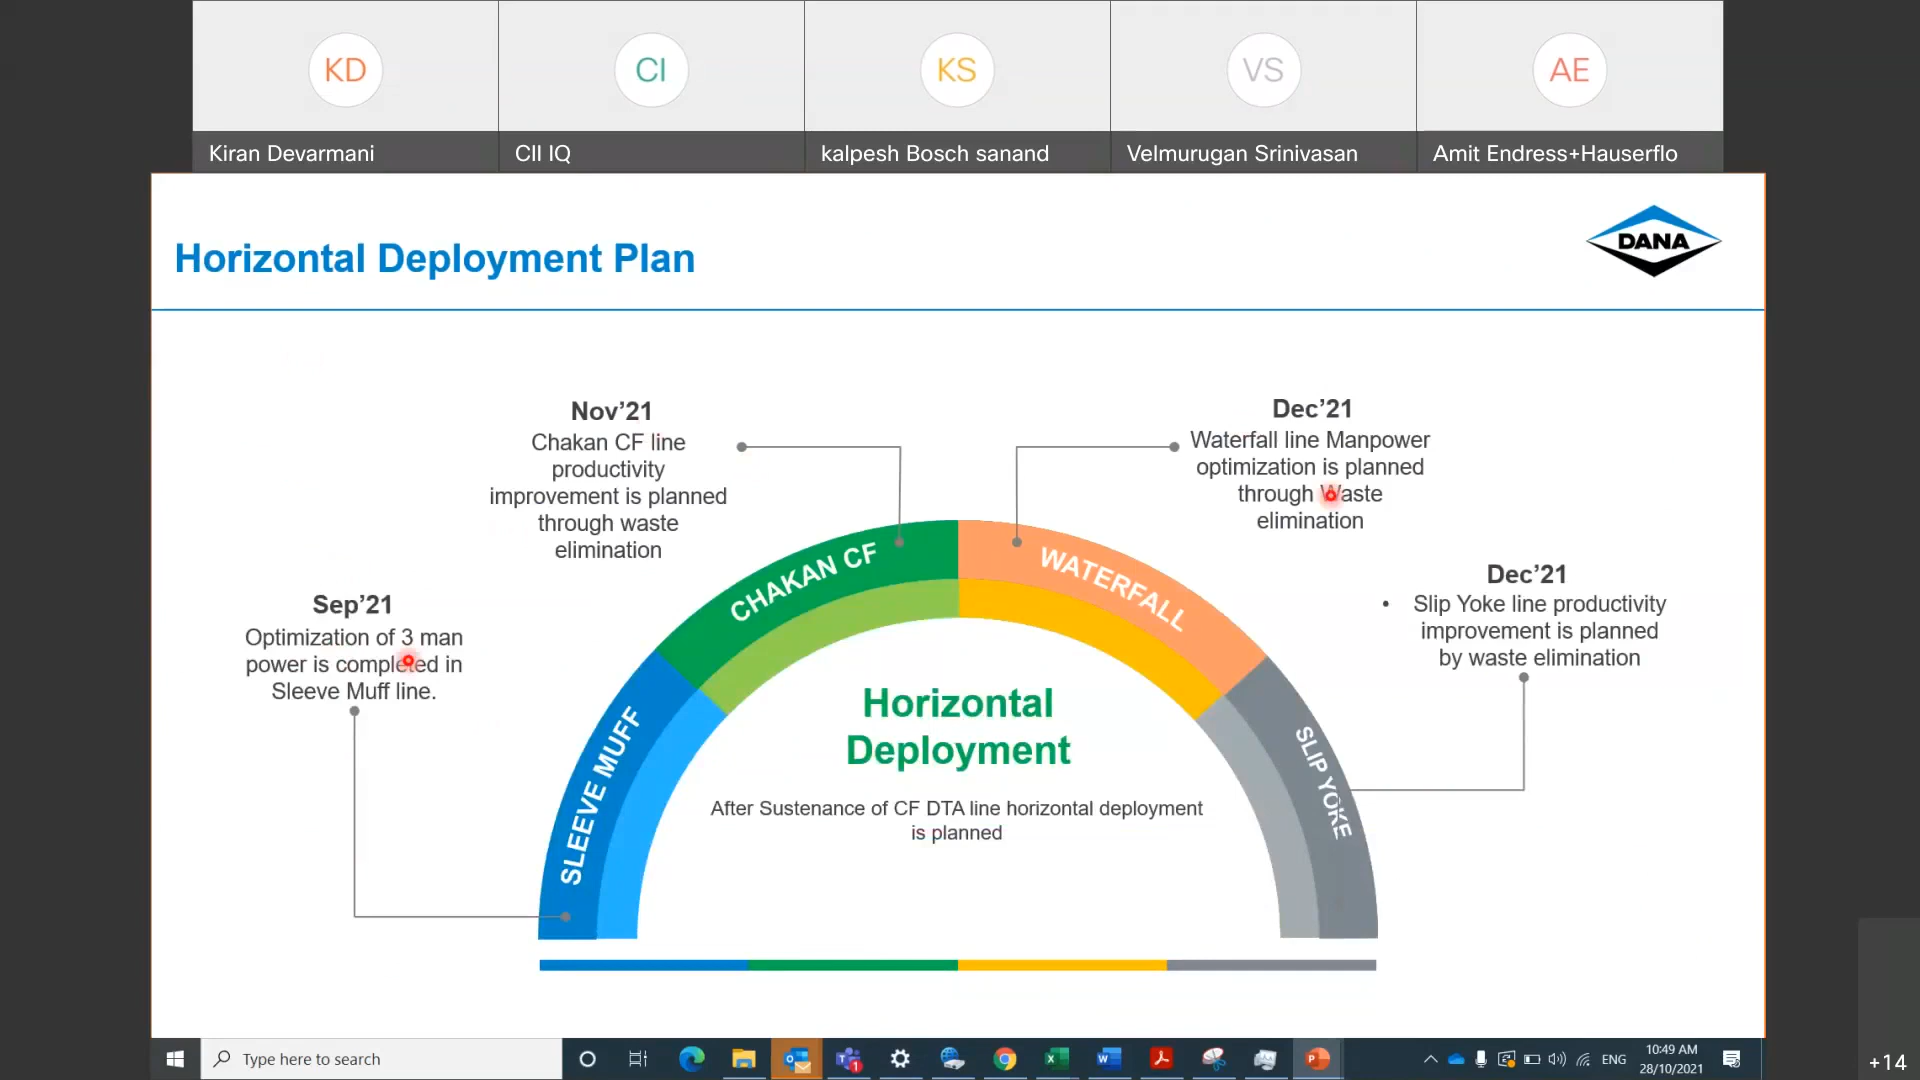 KD
CI
KS
VS
AE
Kiran Devarmani
CII IQ
kalpesh Bosch sanand
Velmurugan Srinivasan
Amit Endress+Hauserflo
Horizontal Deployment Plan
DANA
Nov’21
Chakan CF line
productivity
improvement is planned
through waste
elimination
Dec’21
Waterfall line Manpower
optimization is planned
through Waste
elimination
Sep’21
Optimization of 3 man
power is completed in
Sleeve Muff line.
Dec’21
• Slip Yoke line productivity
improvement is planned
by waste elimination
SLEEVE MUFF
CHAKAN CF
WATERFALL
SLIP YOKE
Horizontal
Deployment
After Sustenance of CF DTA line horizontal deployment
is planned
Type here to search
ENG
10:49 AM
28/10/2021
+14